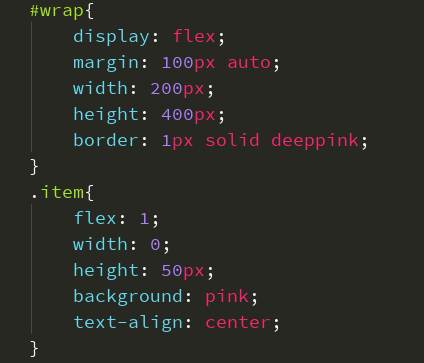 #wrap{
    display: flex;
    margin: 100px auto;
    width: 200px;
    height: 400px;
    border: 1px solid deeppink;
}
.item{
    flex: 1;
    width: 0;
    height: 50px;
    background: pink;
    text-align: center;
}